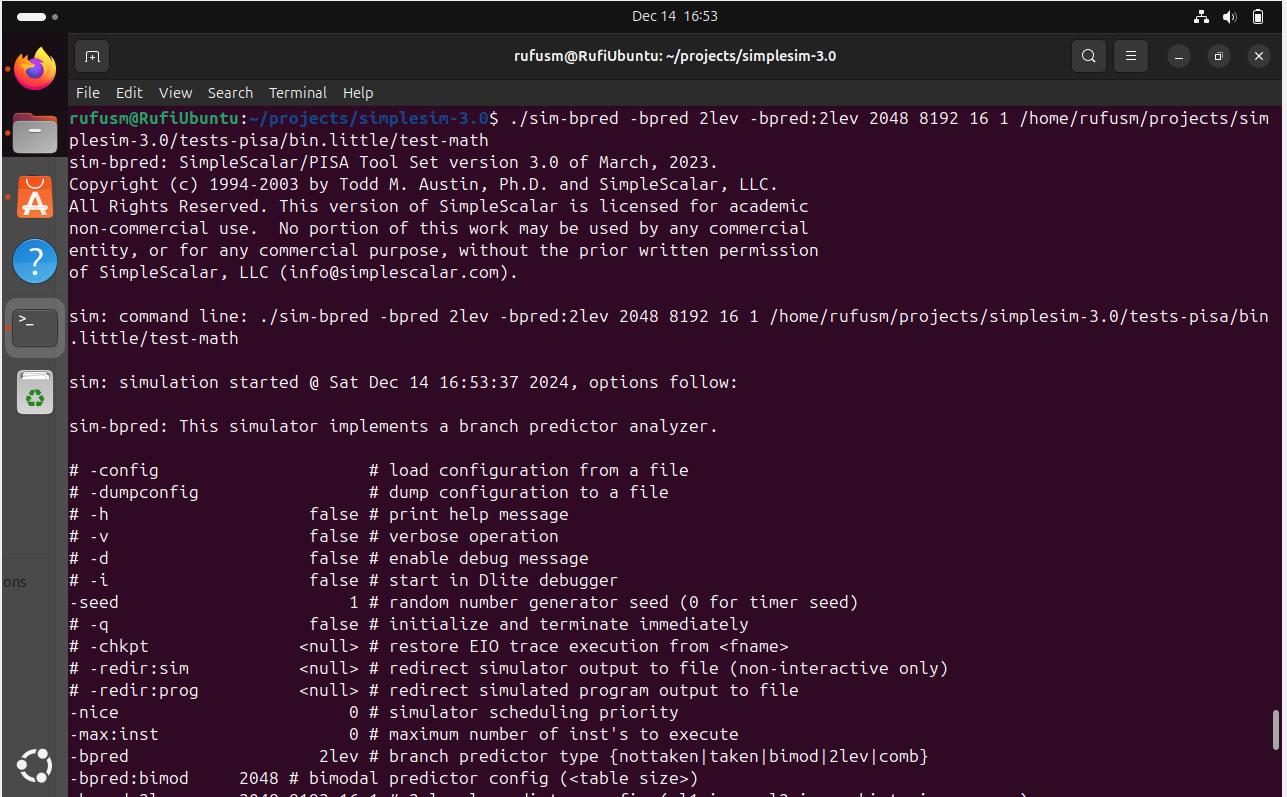 Dec 14 16:53
rufusm@RufiUbuntu: ~/projects/simplesim-3.0
File Edit View Search Terminal Help
rufusm@RufiUbuntu:~/projects/simplesim-3.0$ ./sim-bpred -bpred 2lev -bpred:2lev 2048 8192 16 1 /home/rufusm/projects/sim
plesim-3.0/tests-pisa/bin.little/test-math
sim-bpred: SimpleScalar/PISA Tool Set version 3.0 of March, 2023.
Copyright (c) 1994-2003 by Todd M. Austin, Ph.D. and SimpleScalar, LLC.
All Rights Reserved. This version of SimpleScalar is licensed for academic
non-commercial use.  No portion of this work may be used by any commercial
entity, or for any commercial purpose, without the prior written permission
of SimpleScalar, LLC (info@simplescalar.com).
sim: command line: ./sim-bpred -bpred 2lev -bpred:2lev 2048 8192 16 1 /home/rufusm/projects/simplesim-3.0/tests-pisa/bin
.little/test-math
sim: simulation started @ Sat Dec 14 16:53:37 2024, options follow:
sim-bpred: This simulator implements a branch predictor analyzer.
# -config                     # load configuration from a file
# -dumpconfig                 # dump configuration to a file
# -h                    false # print help message
# -v                    false # verbose operation
# -d                    false # enable debug message
# -i                    false # start in Dlite debugger
-seed                       1 # random number generator seed (0 for timer seed)
# -q                    false # initialize and terminate immediately
# -chkpt               <null> # restore EIO trace execution from <fname>
# -redir:sim           <null> # redirect simulator output to file (non-interactive only)
# -redir:prog          <null> # redirect simulated program output to file
-nice                       0 # simulator scheduling priority
-max:inst                   0 # maximum number of inst's to execute
-bpred                   2lev # branch predictor type {nottaken|taken|bimod|2lev|comb}
-bpred:bimod     2048 # bimodal predictor config (<table size>)
ons